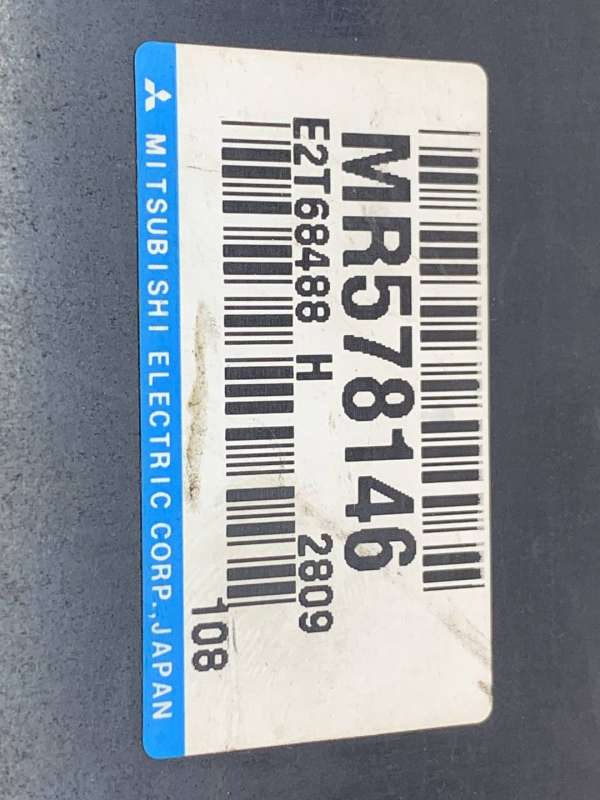 MR578146
E2T68488 H 2809
108
MITSUBISHI ELECTRIC CORP., JAPAN